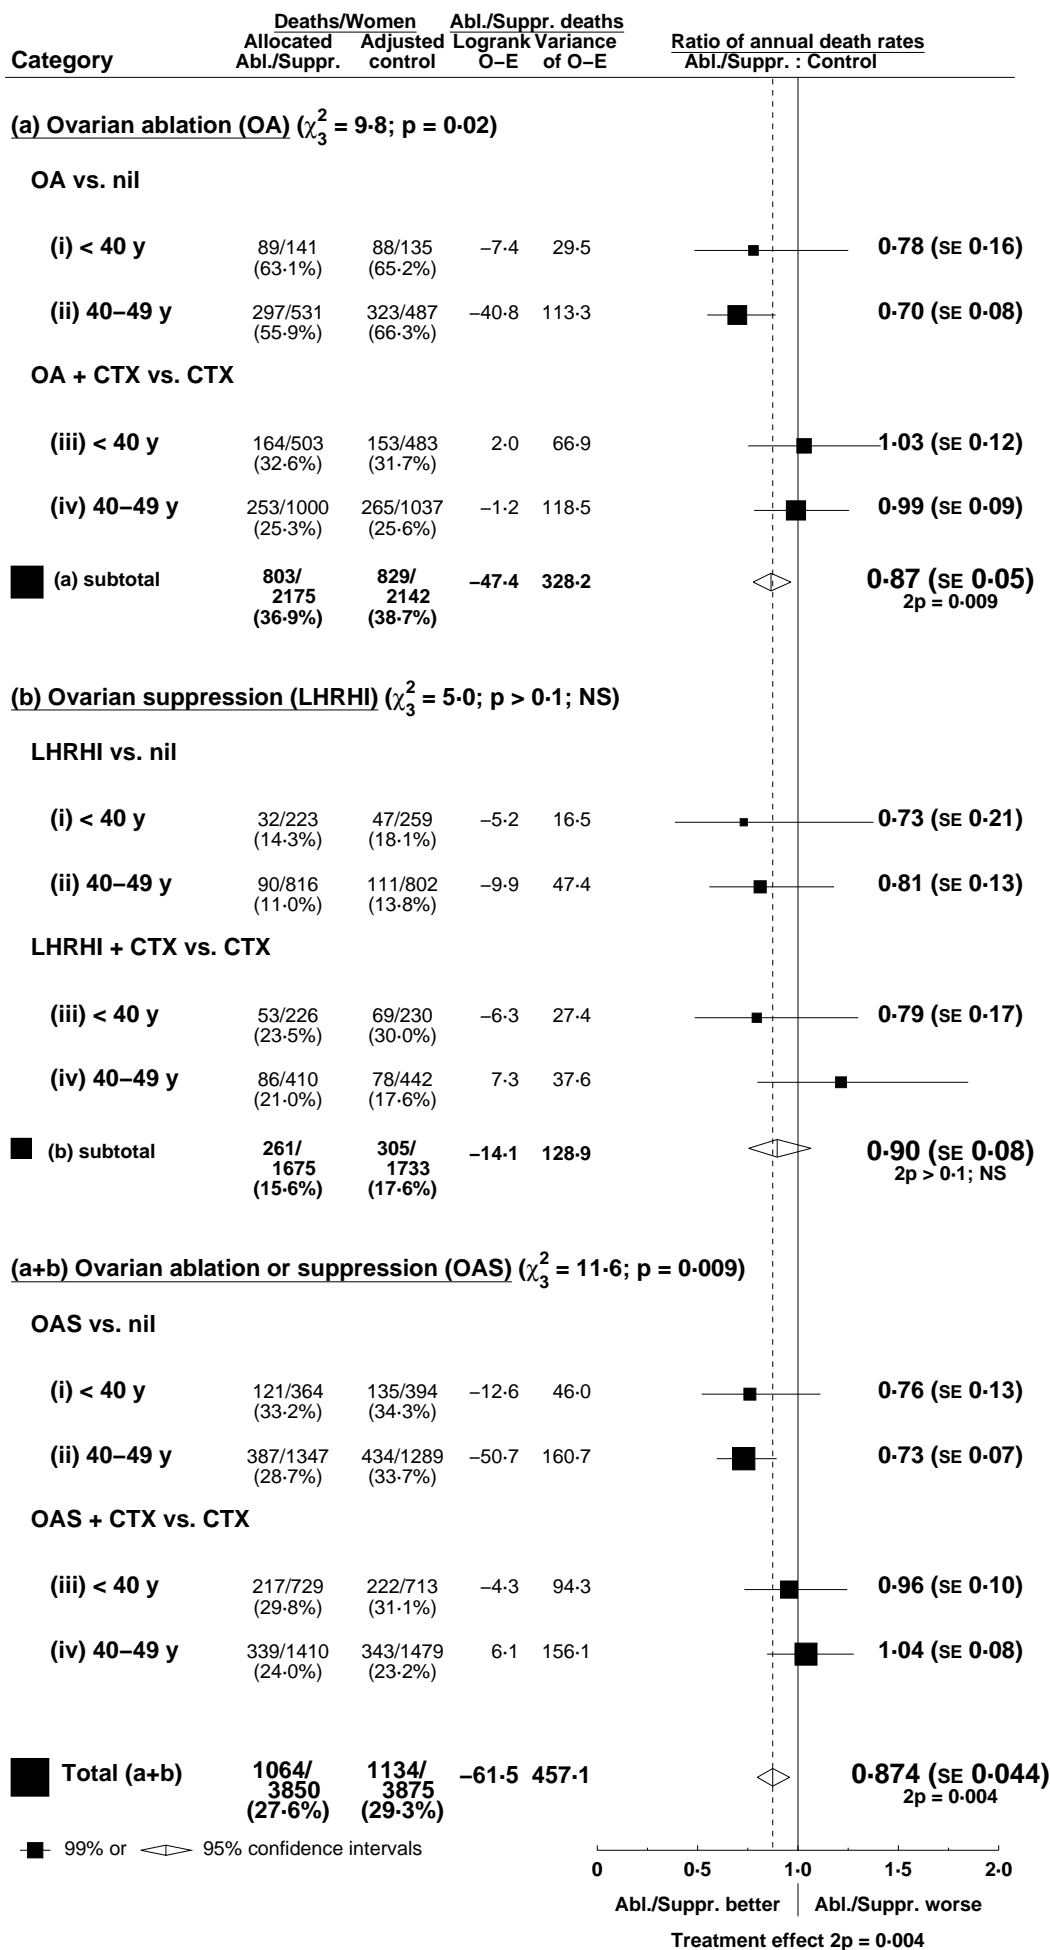 Deaths/Women Abl./Suppr. deaths
Allocated Adjusted Logrank Variance Ratio of annual death rates
Category Abl./Suppr. control O–E of O–E Abl./Suppr. : Control
(a) Ovarian ablation (OA) (χ²₃ = 9·8; p = 0·02)
OA vs. nil
(i) < 40 y 89/141 88/135 –7·4 29·5 0·78 (SE 0·16)
(63·1%) (65·2%)
(ii) 40–49 y 297/531 323/487 –40·8 113·3 0·70 (SE 0·08)
(55·9%) (66·3%)
OA + CTX vs. CTX
(iii) < 40 y 164/503 153/483 2·0 66·9 1·03 (SE 0·12)
(32·6%) (31·7%)
(iv) 40–49 y 253/1000 265/1037 –1·2 118·5 0·99 (SE 0·09)
(25·3%) (25·6%)
(a) subtotal 803/ 829/ –47·4 328·2 0·87 (SE 0·05)
2175 2142 2p = 0·009
(36·9%) (38·7%)
(b) Ovarian suppression (LHRHI) (χ²₃ = 5·0; p > 0·1; NS)
LHRHI vs. nil
(i) < 40 y 32/223 47/259 –5·2 16·5 0·73 (SE 0·21)
(14·3%) (18·1%)
(ii) 40–49 y 90/816 111/802 –9·9 47·4 0·81 (SE 0·13)
(11·0%) (13·8%)
LHRHI + CTX vs. CTX
(iii) < 40 y 53/226 69/230 –6·3 27·4 0·79 (SE 0·17)
(23·5%) (30·0%)
(iv) 40–49 y 86/410 78/442 7·3 37·6
(21·0%) (17·6%)
(b) subtotal 261/ 305/ –14·1 128·9 0·90 (SE 0·08)
1675 1733 2p > 0·1; NS
(15·6%) (17·6%)
(a+b) Ovarian ablation or suppression (OAS) (χ²₃ = 11·6; p = 0·009)
OAS vs. nil
(i) < 40 y 121/364 135/394 –12·6 46·0 0·76 (SE 0·13)
(33·2%) (34·3%)
(ii) 40–49 y 387/1347 434/1289 –50·7 160·7 0·73 (SE 0·07)
(28·7%) (33·7%)
OAS + CTX vs. CTX
(iii) < 40 y 217/729 222/713 –4·3 94·3 0·96 (SE 0·10)
(29·8%) (31·1%)
(iv) 40–49 y 339/1410 343/1479 6·1 156·1 1·04 (SE 0·08)
(24·0%) (23·2%)
Total (a+b) 1064/ 1134/ –61·5 457·1 0·874 (SE 0·044)
3850 3875 2p = 0·004
(27·6%) (29·3%)
99% or 95% confidence intervals
0 0·5 1·0 1·5 2·0
Abl./Suppr. better Abl./Suppr. worse
Treatment effect 2p = 0·004